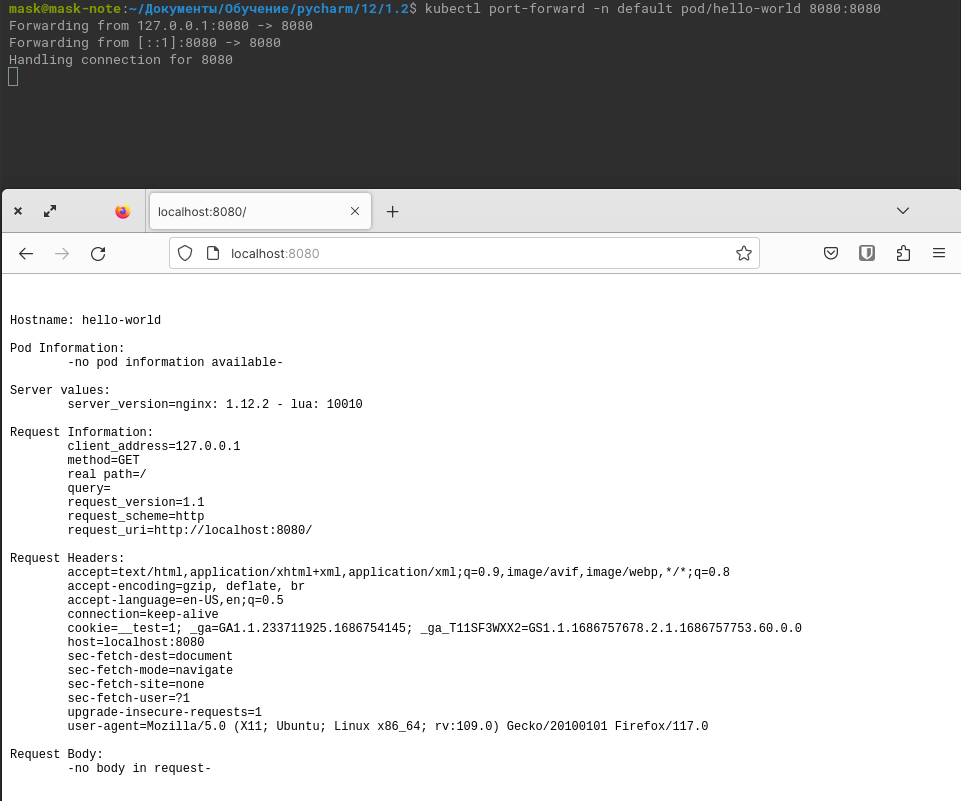 mask@mask-note:~/Документы/Обучение/pycharm/12/1.2$ kubectl port-forward -n default pod/hello-world 8080:8080
Forwarding from 127.0.0.1:8080 -> 8080
Forwarding from [::1]:8080 -> 8080
Handling connection for 8080
localhost:8080/
localhost:8080
Hostname: hello-world
Pod Information:
-no pod information available-
Server values:
server_version=nginx: 1.12.2 - lua: 10010
Request Information:
client_address=127.0.0.1
method=GET
real path=/
query=
request_version=1.1
request_scheme=http
request_uri=http://localhost:8080/
Request Headers:
accept=text/html,application/xhtml+xml,application/xml;q=0.9,image/avif,image/webp,*/*;q=0.8
accept-encoding=gzip, deflate, br
accept-language=en-US,en;q=0.5
connection=keep-alive
cookie=__test=1; _ga=GA1.1.233711925.1686754145; _ga_T11SF3WXX2=GS1.1.1686757678.2.1.1686757753.60.0.0
host=localhost:8080
sec-fetch-dest=document
sec-fetch-mode=navigate
sec-fetch-site=none
sec-fetch-user=?1
upgrade-insecure-requests=1
user-agent=Mozilla/5.0 (X11; Ubuntu; Linux x86_64; rv:109.0) Gecko/20100101 Firefox/117.0
Request Body:
-no body in request-